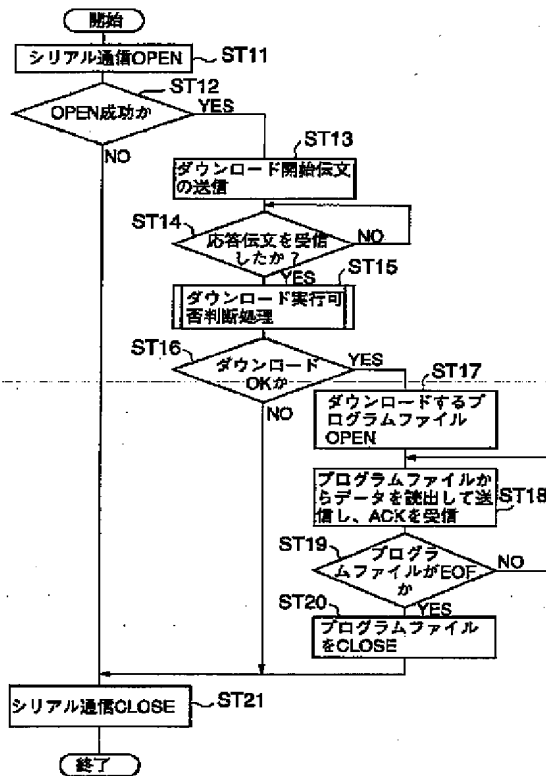 開始
シリアル通信OPEN
ST11
ST12
OPEN成功か
YES
NO
ST13
ダウンロード開始伝文
の送信
ST14
応答伝文を受信
したか？
NO
YES
ST15
ダウンロード実行可
否判断処理
ST16
ダウンロード
OKか
YES
NO
ST17
ダウンロードするプ
ログラムファイル
OPEN
プログラムファイルか
らデータを読出して送
信し、ACKを受信
ST18
ST19
プログラ
ムファイルがEOF
か
NO
YES
ST20
プログラムファイル
をCLOSE
シリアル通信CLOSE
ST21
終了